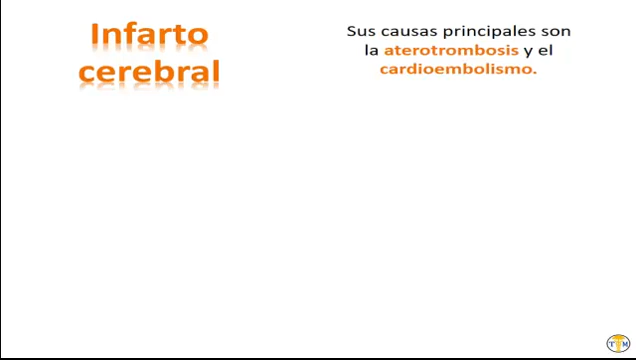 Infarto
cerebral
Sus causas principales son
la aterotrombosis y el
cardioembolismo.
T M